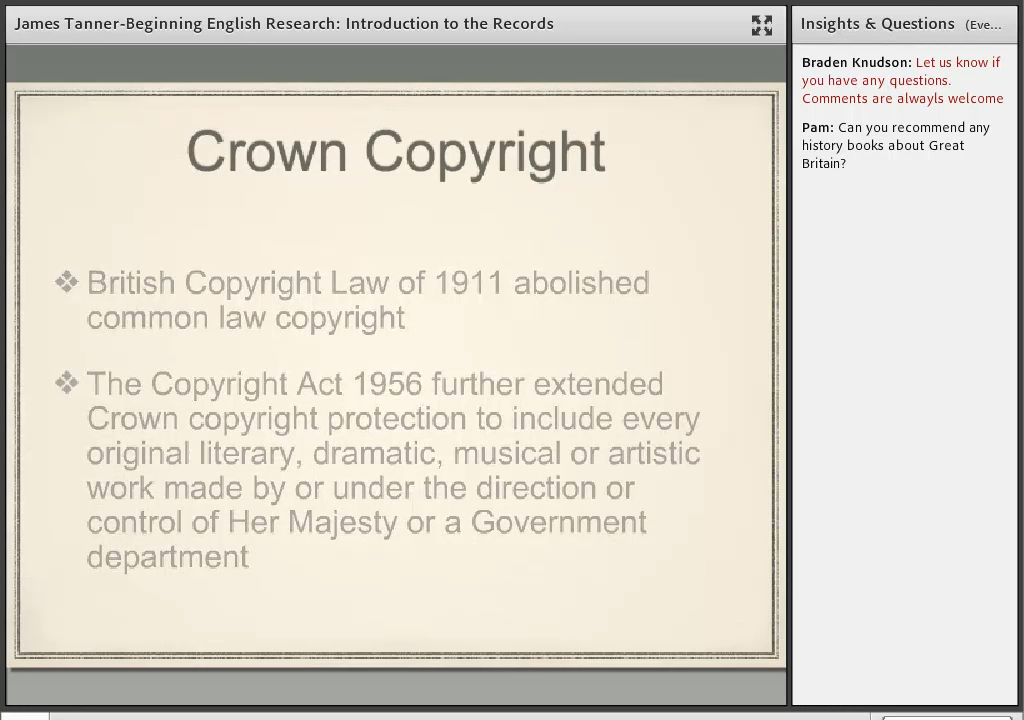 James Tanner-Beginning English Research: Introduction to the Records
Crown Copyright
❖ British Copyright Law of 1911 abolished
common law copyright
❖ The Copyright Act 1956 further extended
Crown copyright protection to include every
original literary, dramatic, musical or artistic
work made by or under the direction or
control of Her Majesty or a Government
department
Insights & Questions (Eve...
Braden Knudson: Let us know if
you have any questions.
Comments are alwayls welcome
Pam: Can you recommend any
history books about Great
Britain?